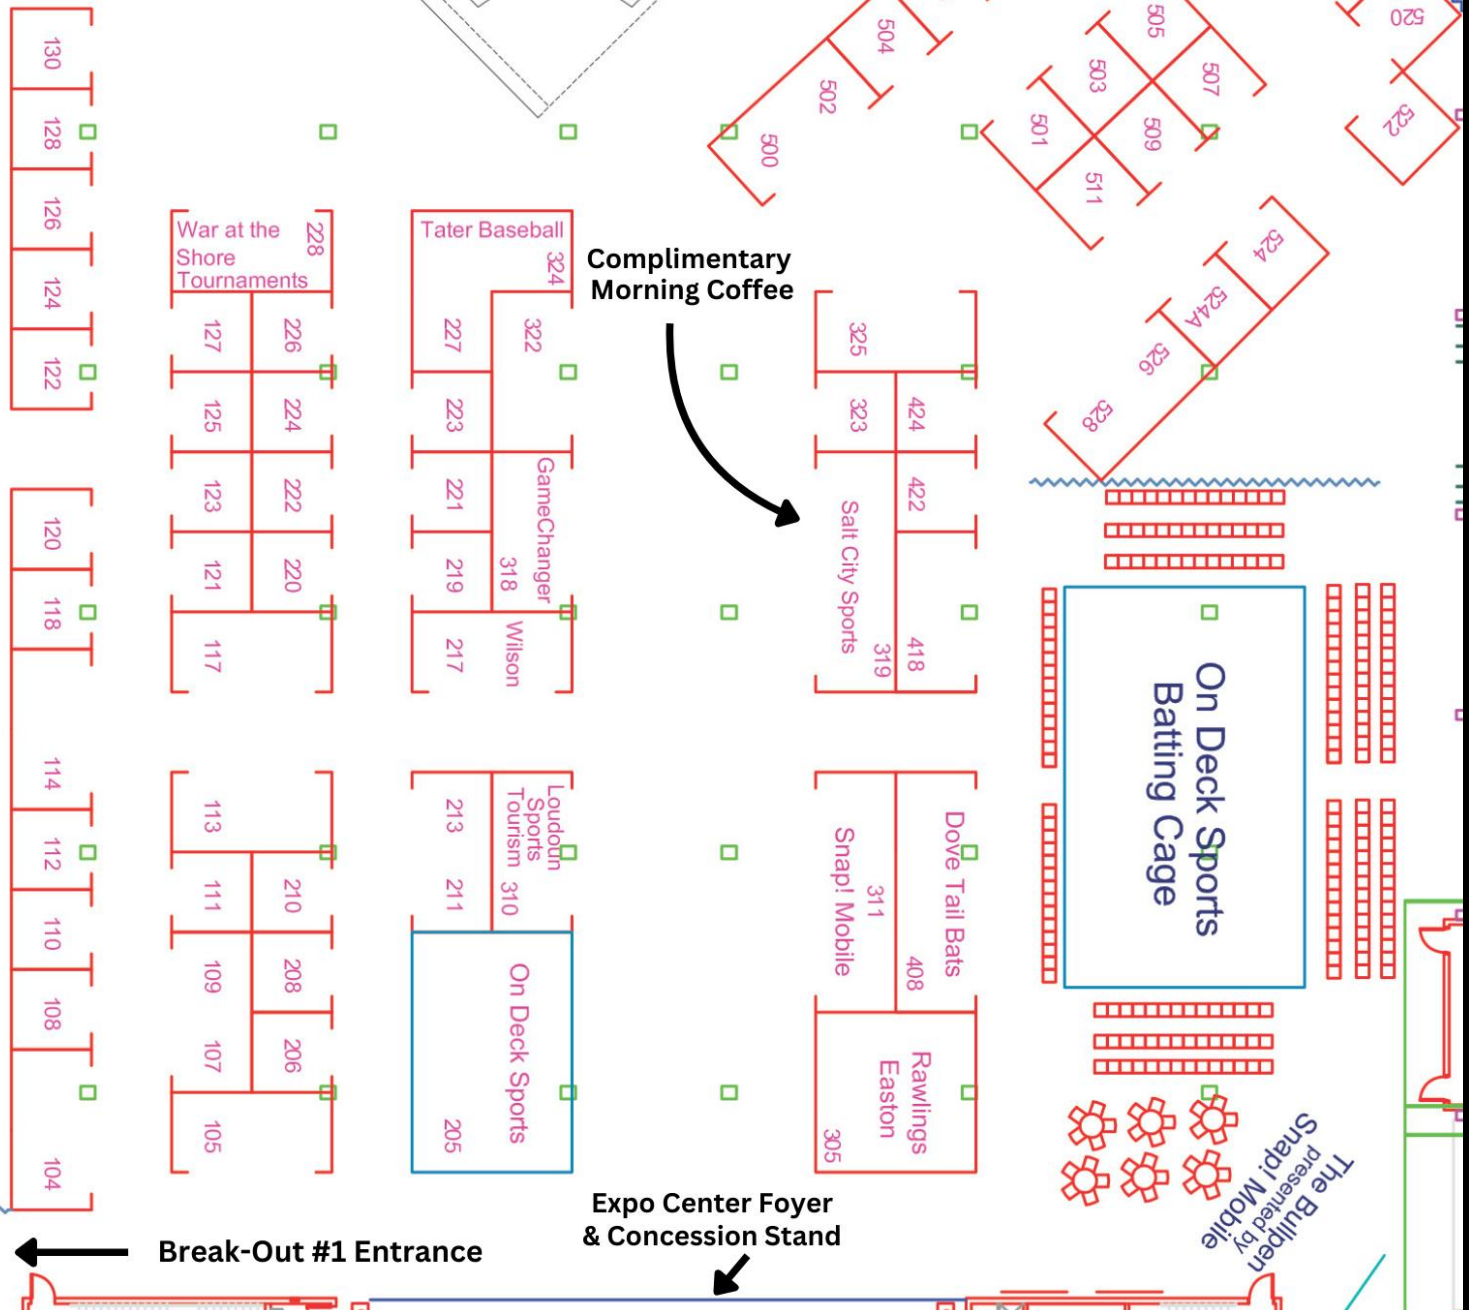 130
128
126
124
122
120
118
114
112
110
108
104
War at the
Shore
Tournaments
228
127
226
125
224
123
222
121
220
117
113
111
210
109
208
107
206
105
Tater Baseball
324
227
322
223
221
GameChanger
318
219
217
Wilson
213
Loudoun
Sports
Tourism
310
211
On Deck Sports
205
Complimentary
Morning Coffee
325
323
424
422
Salt City Sports
319
418
Snap! Mobile
311
Dove Tail Bats
408
Rawlings
Easton
305
504
502
500
505
503
507
501
509
511
520
522
524
524A
526
528
On Deck Sports
Batting Cage
The Bullpen
presented by
Snap! Mobile
Expo Center Foyer
& Concession Stand
Break-Out #1 Entrance